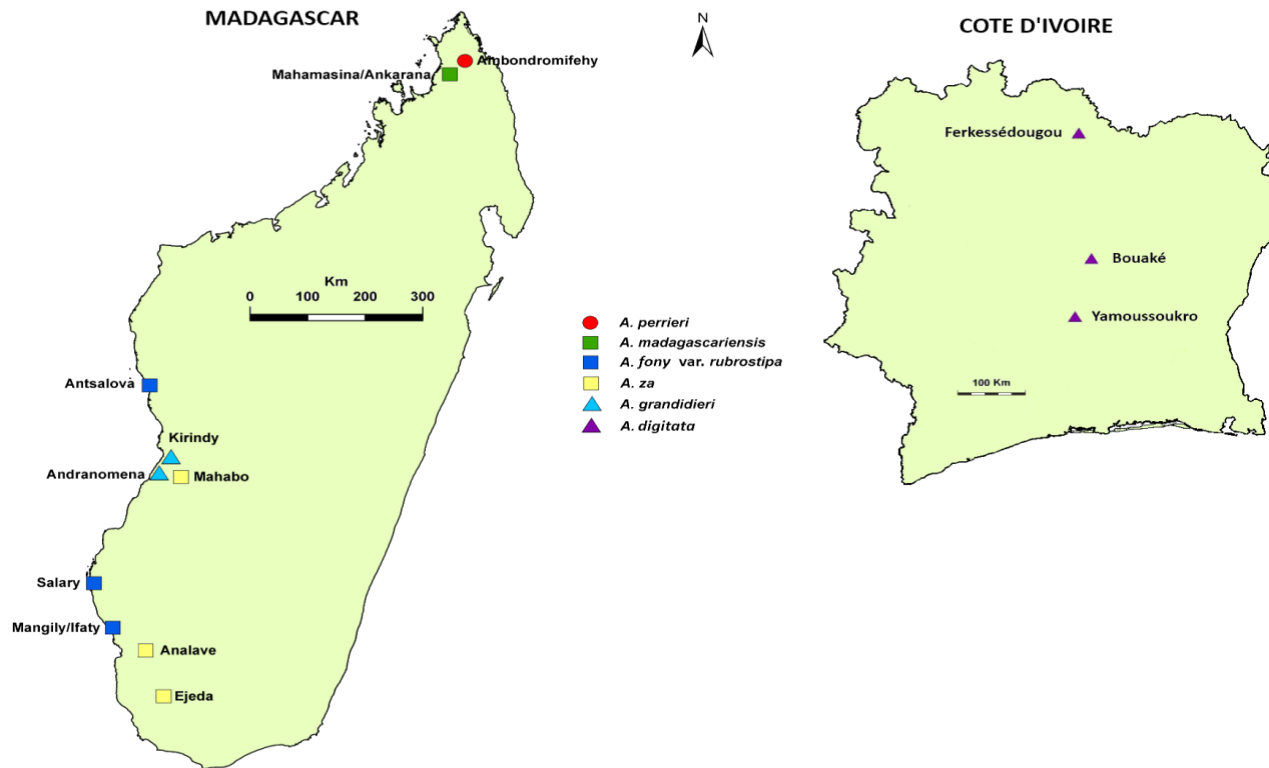 MADAGASCAR
N
COTE D'IVOIRE
Ambondromifehy
Mahamasina/Ankarana
Ferkessédougou
Bouaké
Yamoussoukro
Km
0 100 200 300
A. perrieri
A. madagascariensis
A. fony var. rubrostipa
A. za
A. grandidieri
A. digitata
100 Km
Antsalova
Kirindy
Andranomena
Mahabo
Salary
Mangily/Ifaty
Analave
Ejeda